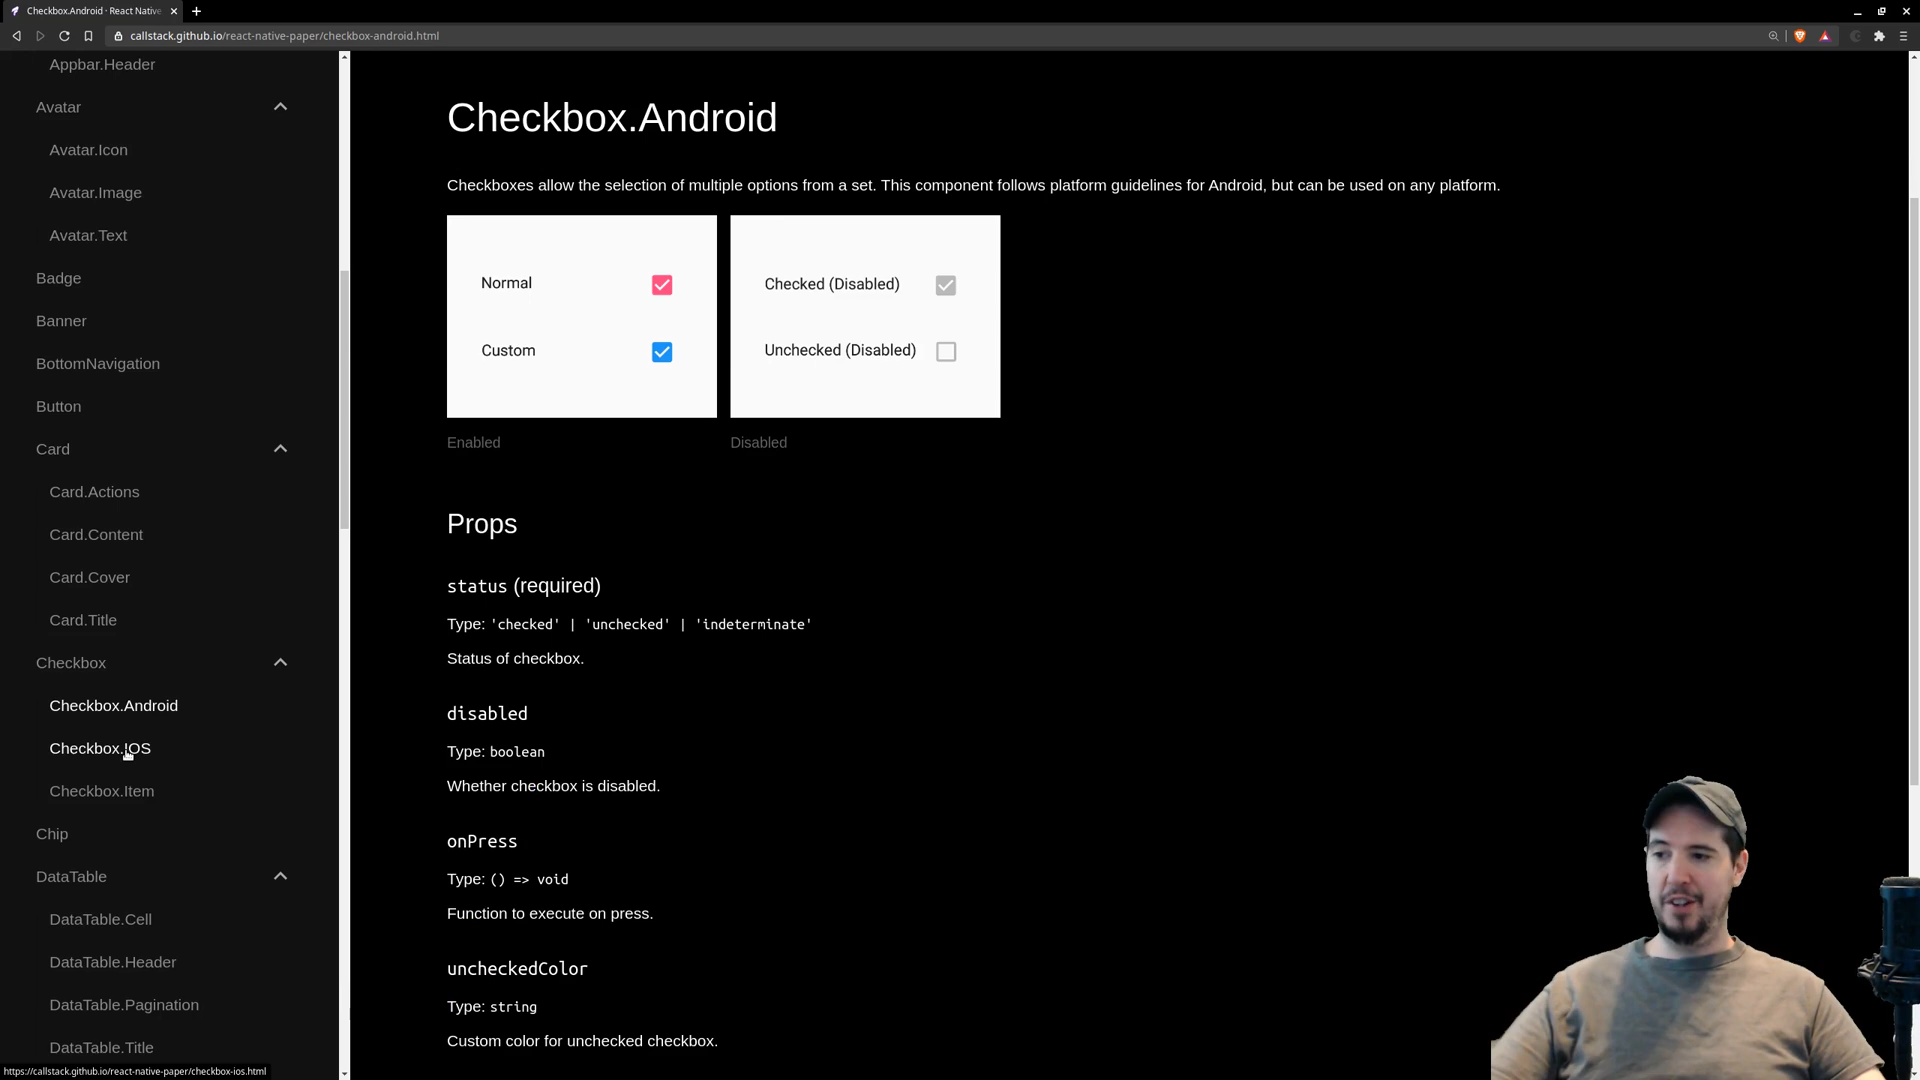 Checkbox.Android · React Native
callstack.github.io/react-native-paper/checkbox-android.html
Appbar.Header
Avatar
Avatar.Icon
Avatar.Image
Avatar.Text
Badge
Banner
BottomNavigation
Button
Card
Card.Actions
Card.Content
Card.Cover
Card.Title
Checkbox
Checkbox.Android
Checkbox.IOS
Checkbox.Item
Chip
DataTable
DataTable.Cell
DataTable.Header
DataTable.Pagination
DataTable.Title
https://callstack.github.io/react-native-paper/checkbox-ios.html
Checkbox.Android
Checkboxes allow the selection of multiple options from a set. This component follows platform guidelines for Android, but can be used on any platform.
Normal
Custom
Checked (Disabled)
Unchecked (Disabled)
Enabled
Disabled
Props
status (required)
Type: 'checked' | 'unchecked' | 'indeterminate'
Status of checkbox.
disabled
Type: boolean
Whether checkbox is disabled.
onPress
Type: () => void
Function to execute on press.
uncheckedColor
Type: string
Custom color for unchecked checkbox.